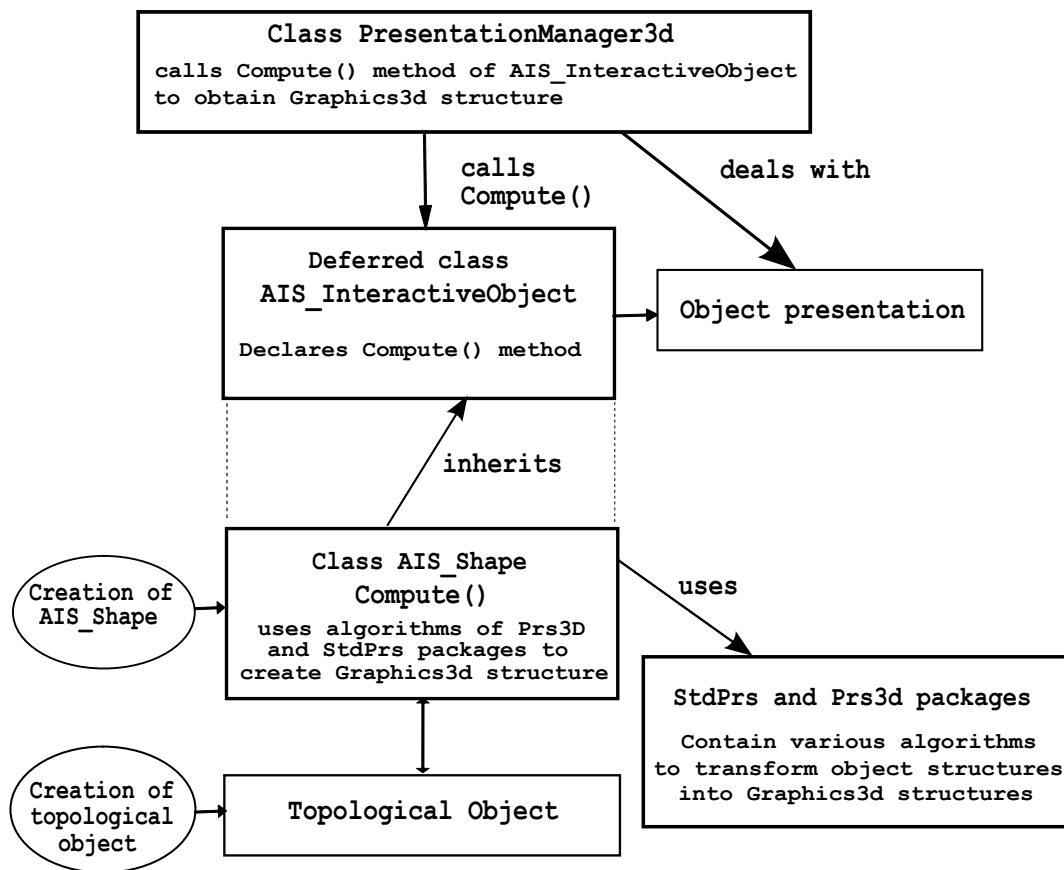 Class PresentationManager3d
calls Compute() method of AIS_InteractiveObject
to obtain Graphics3d structure
calls
Compute()
deals with
Deferred class
AIS_InteractiveObject
Declares Compute() method
Object presentation
inherits
Creation of
AIS_Shape
Class AIS_Shape
Compute()
uses algorithms of Prs3D
and StdPrs packages to
create Graphics3d structure
uses
StdPrs and Prs3d packages
Contain various algorithms
to transform object structures
into Graphics3d structures
Creation of
topological
object
Topological Object